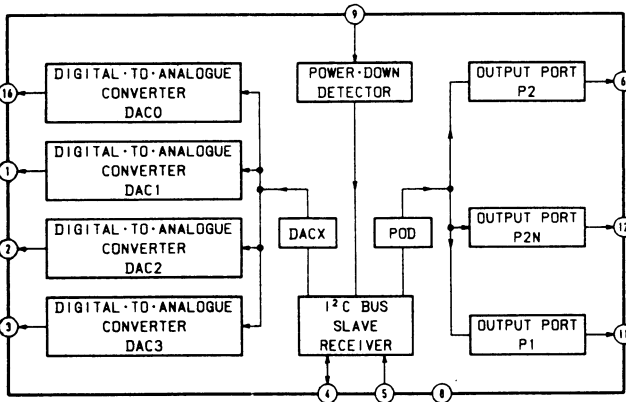 9
DIGITAL·TO·ANALOGUE
CONVERTER
DAC0
16
POWER·DOWN
DETECTOR
OUTPUT PORT
P2
6
DIGITAL·TO·ANALOGUE
CONVERTER
DAC1
1
DACX
POD
DIGITAL·TO·ANALOGUE
CONVERTER
DAC2
2
OUTPUT PORT
P2N
12
DIGITAL·TO·ANALOGUE
CONVERTER
DAC3
3
I²C BUS
SLAVE
RECEIVER
OUTPUT PORT
P1
11
4
5
8